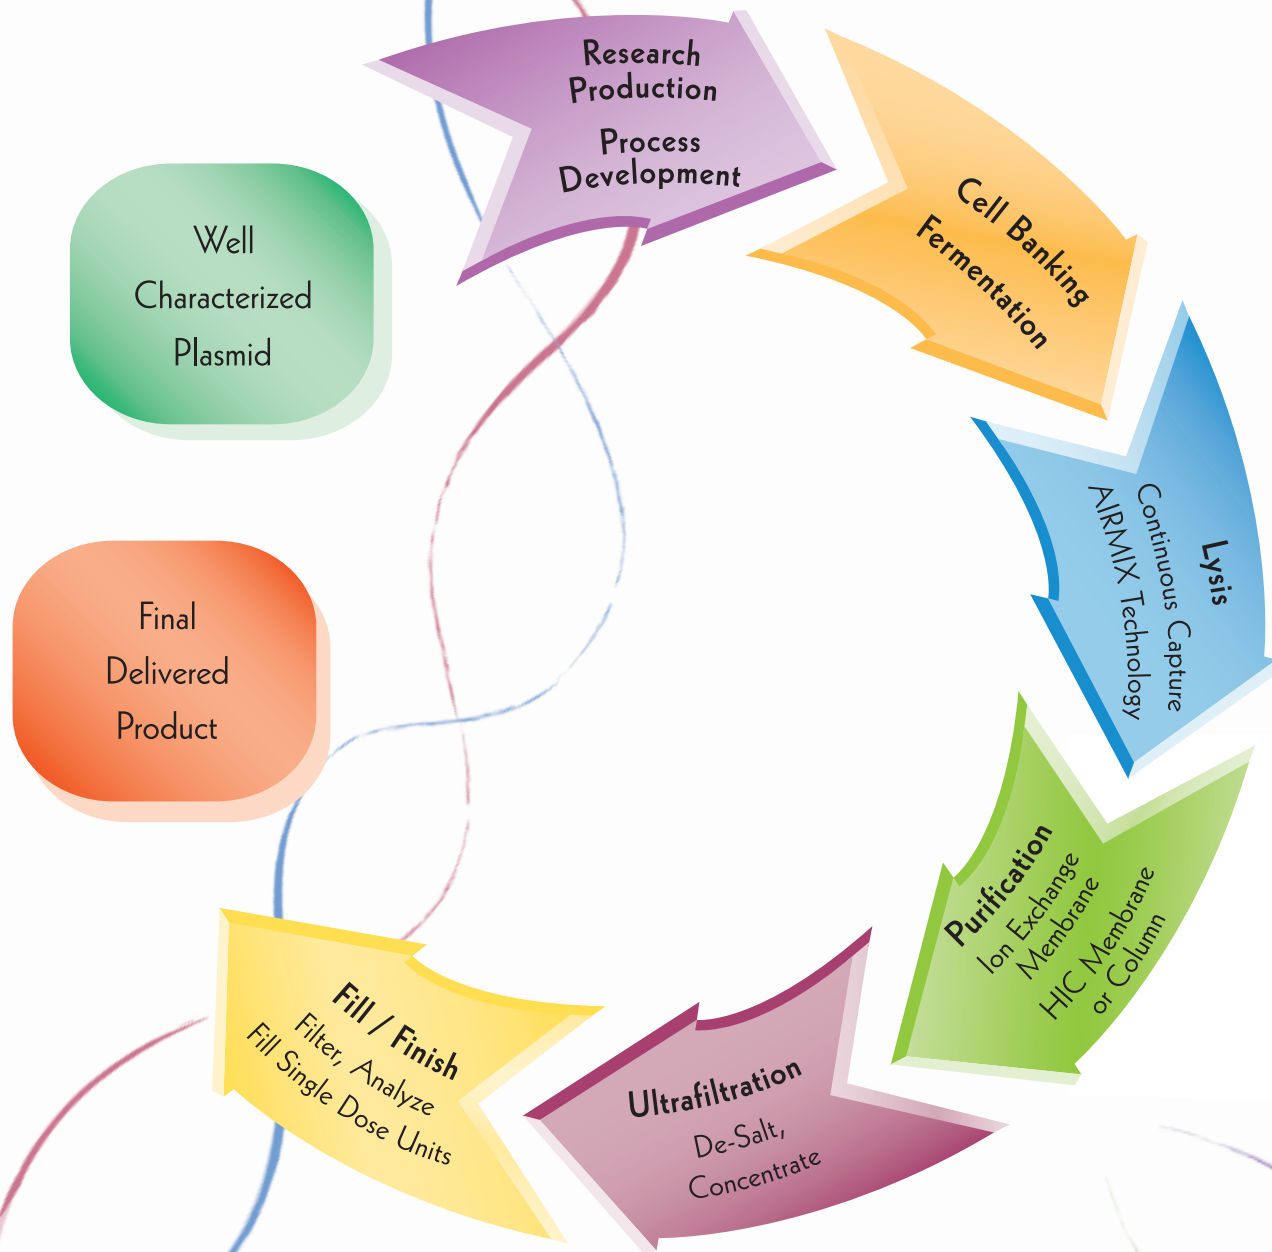 Research
Production
Process
Development
Cell Banking
Fermentation
Lysis
Continuous Capture
AIRMIX Technology
Purification
Ion Exchange
Membrane
HIC Membrane
or Column
Ultrafiltration
De-Salt,
Concentrate
Fill / Finish
Filter, Analyze
Fill Single Dose Units
Well
Characterized
Plasmid
Final
Delivered
Product